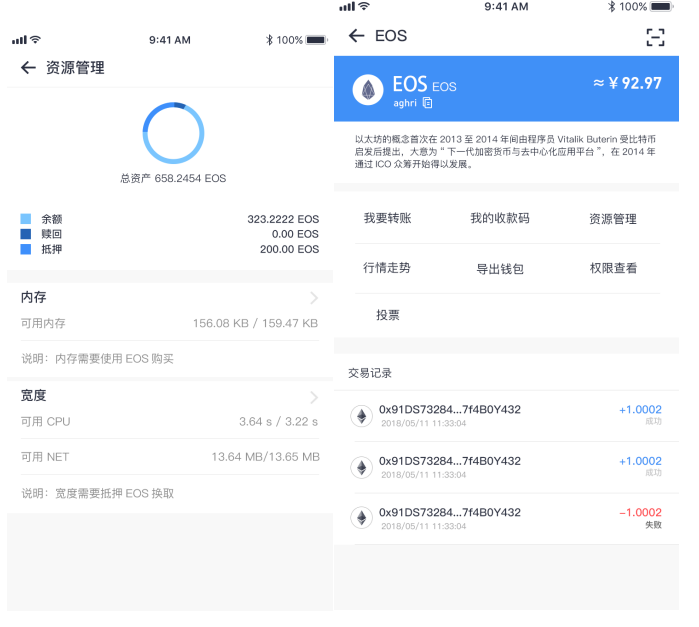 9:41 AM
100%
资源管理
总资产 658.2454 EOS
余额 323.2222 EOS
赎回 0.00 EOS
抵押 200.00 EOS
内存
可用内存 156.08 KB / 159.47 KB
说明：内存需要使用 EOS 购买
宽度
可用 CPU 3.64 s / 3.22 s
可用 NET 13.64 MB/13.65 MB
说明：宽度需要抵押 EOS 换取
9:41 AM
100%
EOS
EOS EOS
≈ ¥ 92.97
aghri
以太坊的概念首次在 2013 至 2014 年间由程序员 Vitalik Buterin 受比特币
启发后提出，大意为“下一代加密货币与去中心化应用平台”，在 2014 年
通过 ICO 众筹开始得以发展。
我要转账 我的收款码 资源管理
行情走势 导出钱包 权限查看
投票
交易记录
0x91DS73284...7f4B0Y432 +1.0002
2018/05/11 11:33:04 成功
0x91DS73284...7f4B0Y432 +1.0002
2018/05/11 11:33:04 成功
0x91DS73284...7f4B0Y432 −1.0002
2018/05/11 11:33:04 失败